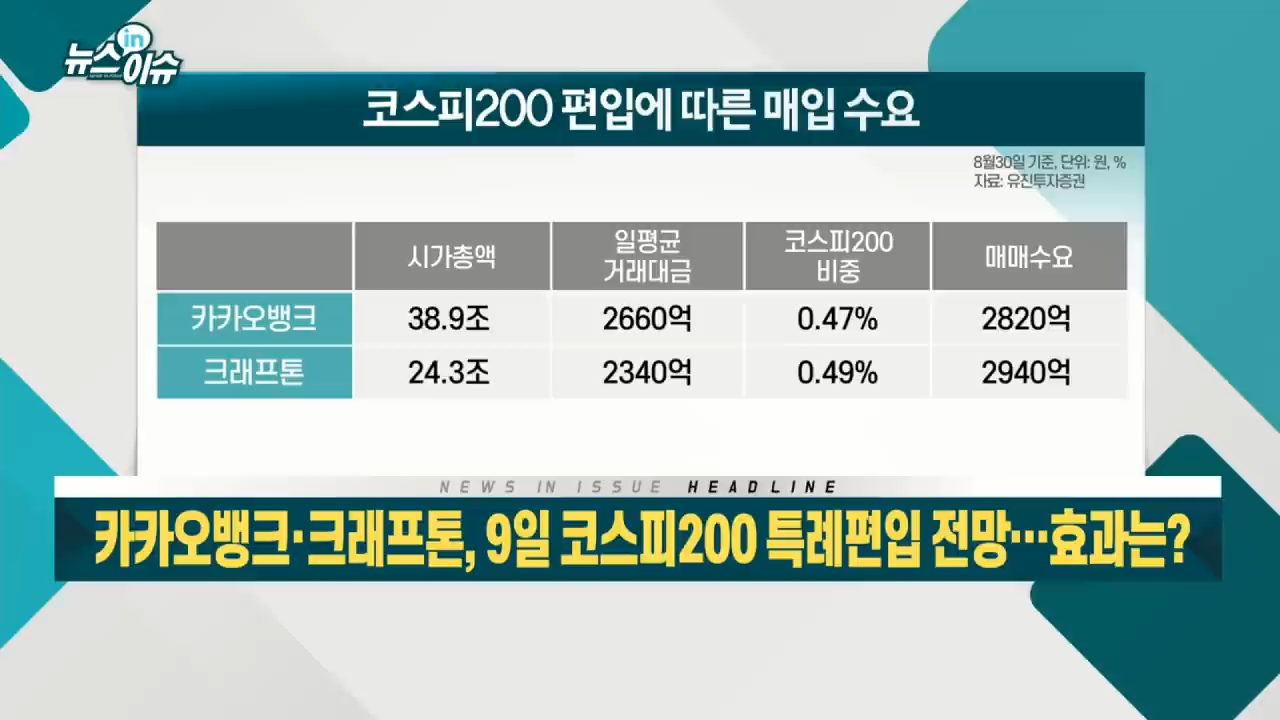 뉴스in이슈
코스피200 편입에 따른 매입 수요
8월30일 기준, 단위: 원, %
자료: 유진투자증권
시가총액 일평균 거래대금 코스피200 비중 매매수요
카카오뱅크 38.9조 2660억 0.47% 2820억
크래프톤 24.3조 2340억 0.49% 2940억
NEWS IN ISSUE HEADLINE
카카오뱅크·크래프톤, 9일 코스피200 특례편입 전망…효과는?